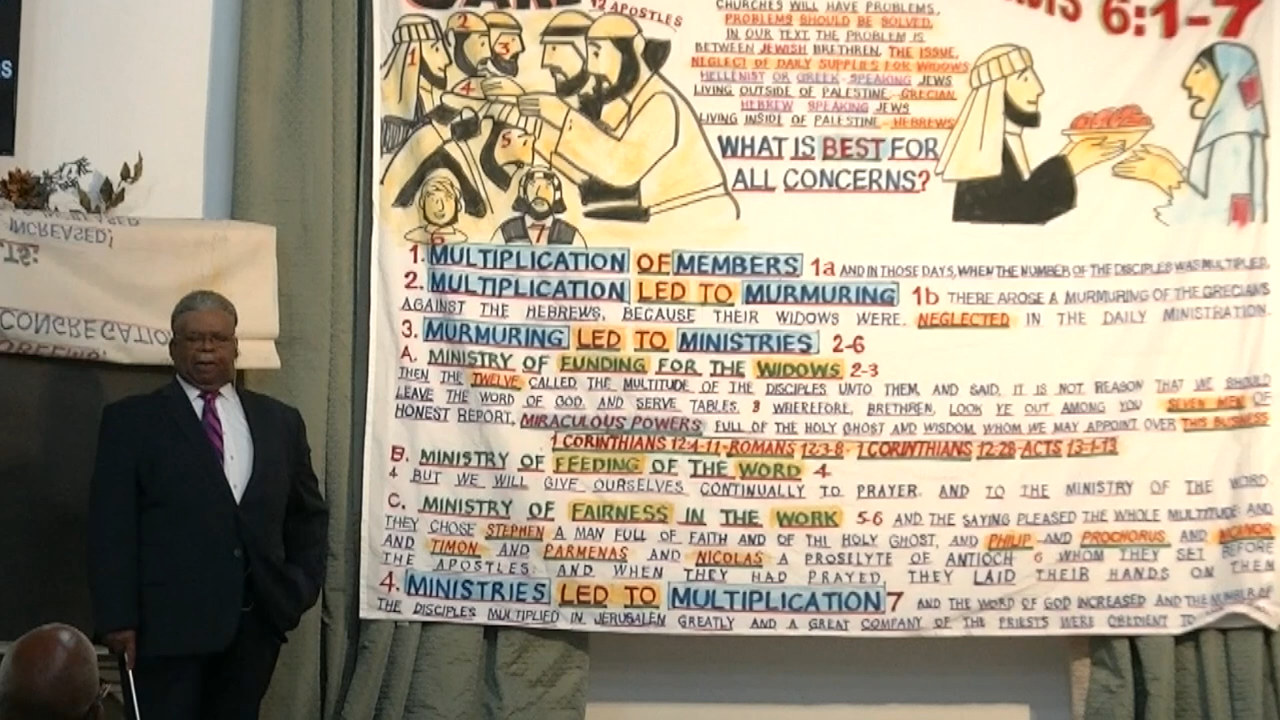 12 APOSTLES
6:1-7
CHURCHES WILL HAVE PROBLEMS.
PROBLEMS SHOULD BE SOLVED.
IN OUR TEXT THE PROBLEM IS
BETWEEN JEWISH BRETHREN. THE ISSUE,
NEGLECT OF DAILY SUPPLIES FOR WIDOWS
HELLENIST OR GREEK-SPEAKING JEWS
LIVING OUTSIDE OF PALESTINE-GRECIAN
HEBREW SPEAKING JEWS
LIVING INSIDE OF PALESTINE-HEBREWS
WHAT IS BEST FOR
ALL CONCERNS?
1
2
3
4
5
6
7
1. MULTIPLICATION OF MEMBERS 1a AND IN THOSE DAYS, WHEN THE NUMBER OF THE DISCIPLES WAS MULTIPLIED,
2. MULTIPLICATION LED TO MURMURING 1b THERE AROSE A MURMURING OF THE GRECIANS
AGAINST THE HEBREWS, BECAUSE THEIR WIDOWS WERE NEGLECTED IN THE DAILY MINISTRATION.
3. MURMURING LED TO MINISTRIES 2-6
A. MINISTRY OF FUNDING FOR THE WIDOWS 2-3
THEN THE TWELVE CALLED THE MULTITUDE OF THE DISCIPLES UNTO THEM, AND SAID, IT IS NOT REASON THAT WE SHOULD
LEAVE THE WORD OF GOD, AND SERVE TABLES. 3 WHEREFORE, BRETHREN, LOOK YE OUT AMONG YOU SEVEN MEN OF
HONEST REPORT, MIRACULOUS POWERS FULL OF THE HOLY GHOST AND WISDOM, WHOM WE MAY APPOINT OVER THIS BUSINESS
1 CORINTHIANS 12:4-11-ROMANS 12:3-8-1 CORINTHIANS 12:28-ACTS 13:1-13
B. MINISTRY OF FEEDING OF THE WORD 4
4 BUT WE WILL GIVE OURSELVES CONTINUALLY TO PRAYER, AND TO THE MINISTRY OF THE WORD.
C. MINISTRY OF FAIRNESS IN THE WORK 5-6 AND THE SAYING PLEASED THE WHOLE MULTITUDE AND
THEY CHOSE STEPHEN A MAN FULL OF FAITH AND OF THE HOLY GHOST, AND PHILIP AND PROCHORUS, AND NICANOR
AND TIMON AND PARMENAS AND NICOLAS A PROSELYTE OF ANTIOCH 6 WHOM THEY SET BEFORE
THE APOSTLES: AND WHEN THEY HAD PRAYED, THEY LAID THEIR HANDS ON THEM
4. MINISTRIES LED TO MULTIPLICATION 7 AND THE WORD OF GOD INCREASED AND THE NUMBER OF
THE DISCIPLES MULTIPLIED IN JERUSALEM GREATLY AND A GREAT COMPANY OF THE PRIESTS WERE OBEDIENT TO
INCREASED!